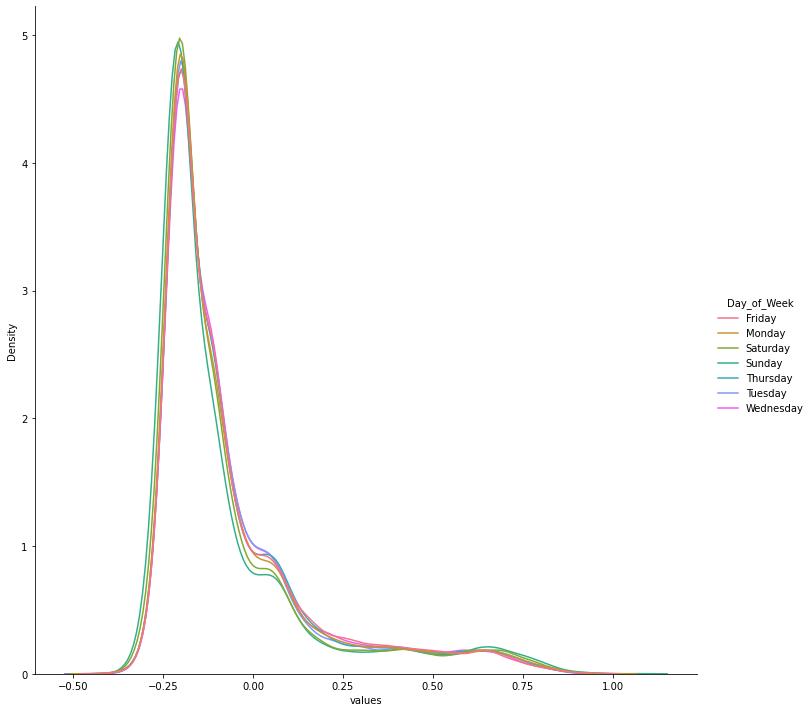 5
4
3
2
1
0
Density
−0.50
−0.25
0.00
0.25
0.50
0.75
1.00
values
Day_of_Week
Friday
Monday
Saturday
Sunday
Thursday
Tuesday
Wednesday